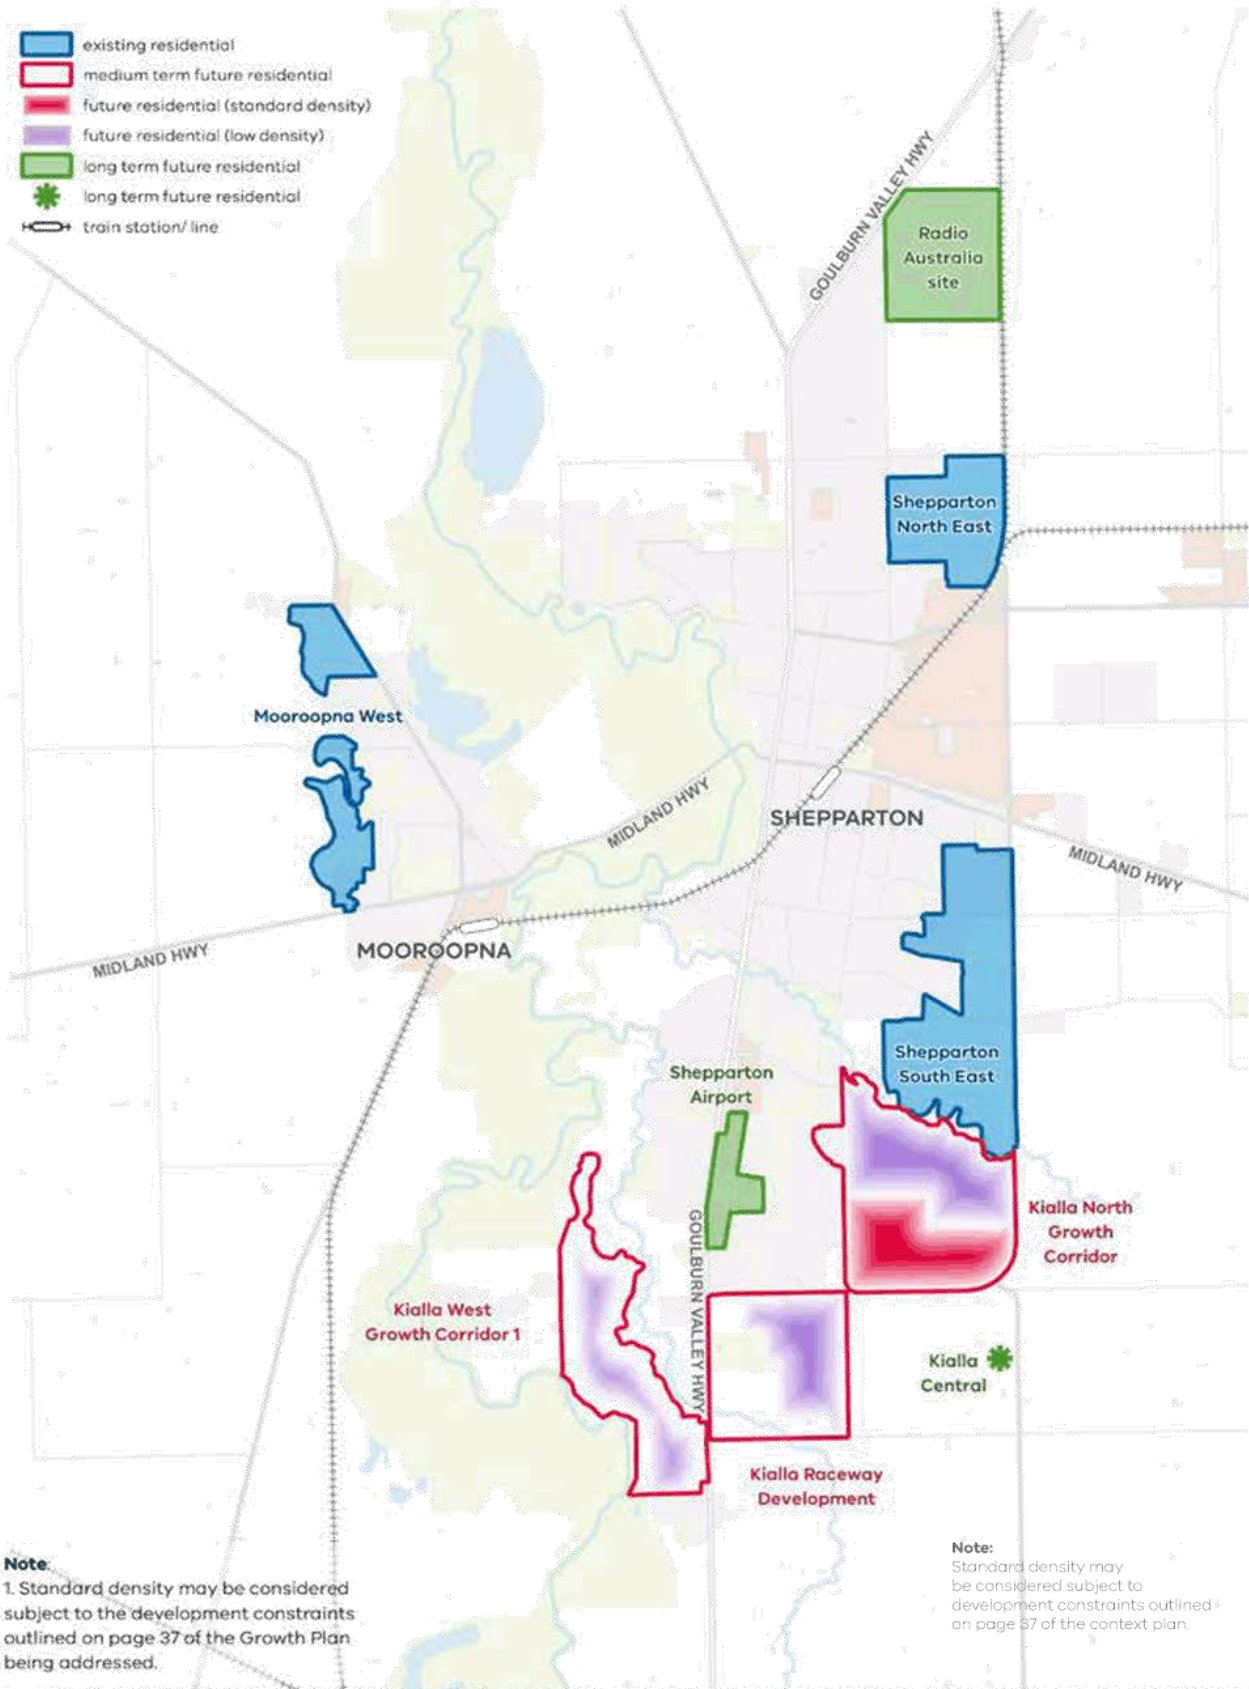 existing residential
medium term future residential
future residential (standard density)
future residential (low density)
long term future residential
long term future residential
train station/ line
GOULBURN VALLEY HWY
Radio
Australia
site
Shepparton
North East
Mooroopna West
MIDLAND HWY
SHEPPARTON
MIDLAND HWY
MOOROOPNA
MIDLAND HWY
Shepparton
South East
Shepparton
Airport
Kialla North
Growth
Corridor
GOULBURN VALLEY HWY
Kialla West
Growth Corridor 1
Kialla
Central
Kialla Raceway
Development
Note:
1. Standard density may be considered
subject to the development constraints
outlined on page 37 of the Growth Plan
being addressed.
Note:
Standard density may
be considered subject to
development constraints outlined
on page 37 of the context plan.